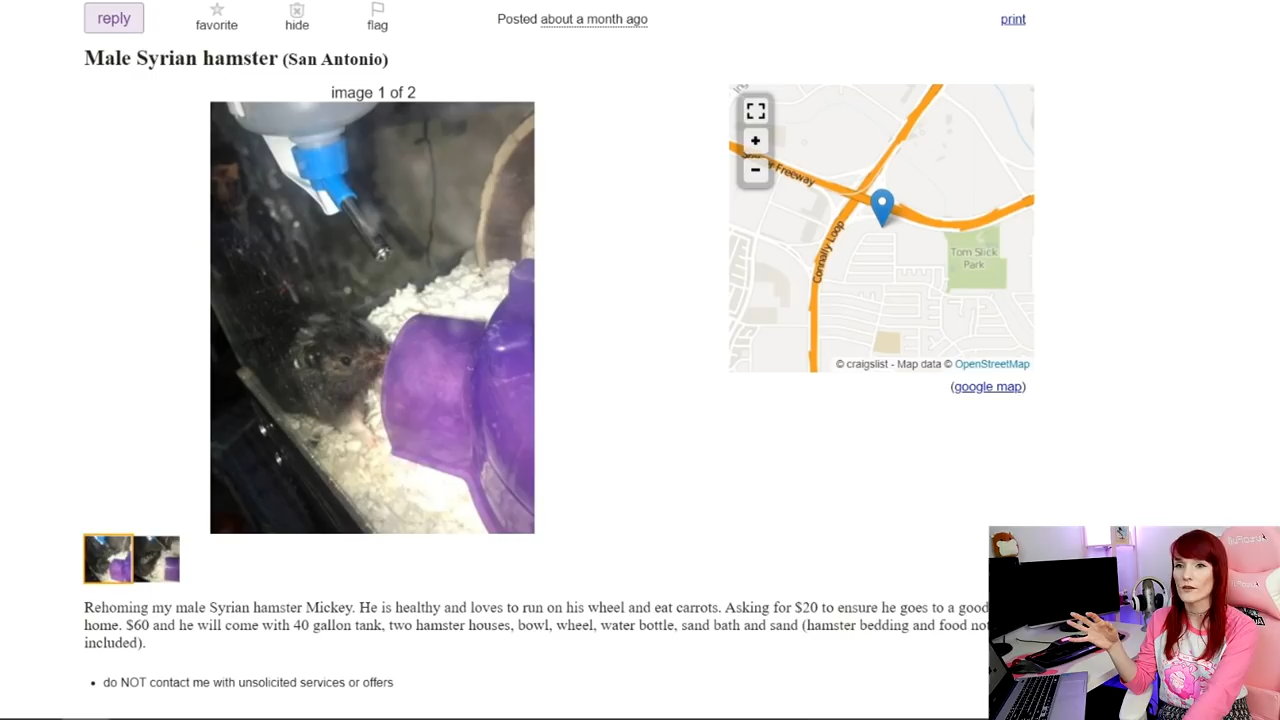 reply
favorite
hide
flag
Posted about a month ago
print
Male Syrian hamster (San Antonio)
image 1 of 2
+
-
Freeway
Connally Loop
Tom Slick
Park
© craigslist - Map data © OpenStreetMap
(google map)
Rehoming my male Syrian hamster Mickey. He is healthy and loves to run on his wheel and eat carrots. Asking for $20 to ensure he goes to a good
home. $60 and he will come with 40 gallon tank, two hamster houses, bowl, wheel, water bottle, sand bath and sand (hamster bedding and food not
included).
• do NOT contact me with unsolicited services or offers